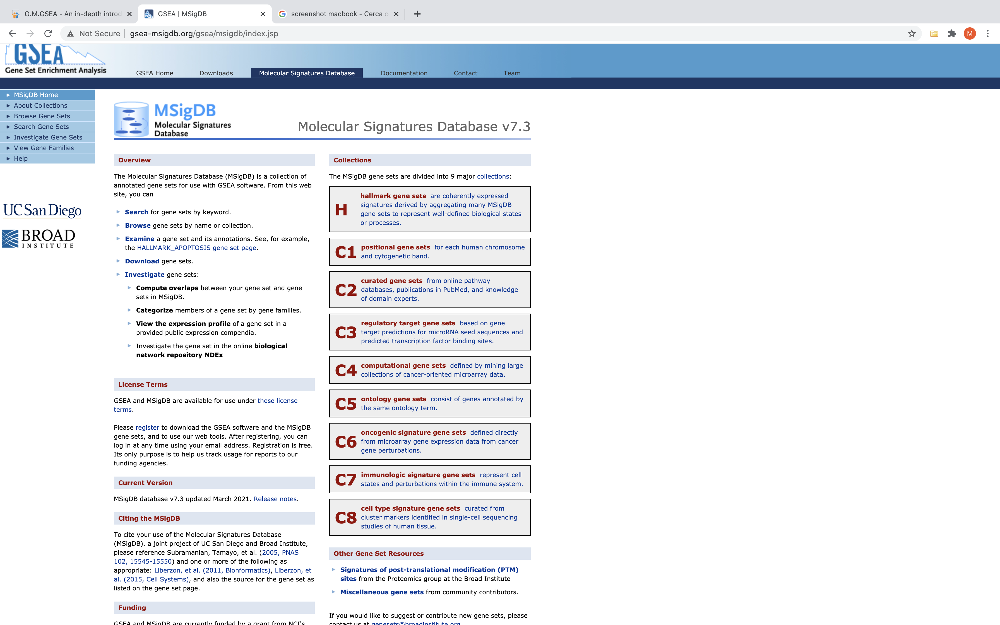 O.M.GSEA - An in-depth introd
GSEA | MSigDB
screenshot macbook - Cerca c
Not Secure
gsea-msigdb.org/gsea/msigdb/index.jsp
M
GSEA
Gene Set Enrichment Analysis
GSEA Home
Downloads
Molecular Signatures Database
Documentation
Contact
Team
MSigDB Home
About Collections
Browse Gene Sets
Search Gene Sets
Investigate Gene Sets
View Gene Families
Help
UC San Diego
BROAD
INSTITUTE
MSigDB
Molecular Signatures
Database
Molecular Signatures Database v7.3
Overview
The Molecular Signatures Database (MSigDB) is a collection of
annotated gene sets for use with GSEA software. From this web
site, you can
Search for gene sets by keyword.
Browse gene sets by name or collection.
Examine a gene set and its annotations. See, for example,
the HALLMARK_APOPTOSIS gene set page.
Download gene sets.
Investigate gene sets:
Compute overlaps between your gene set and gene
sets in MSigDB.
Categorize members of a gene set by gene families.
View the expression profile of a gene set in a
provided public expression compendia.
Investigate the gene set in the online biological
network repository NDEx
License Terms
GSEA and MSigDB are available for use under these license
terms.
Please register to download the GSEA software and the MSigDB
gene sets, and to use our web tools. After registering, you can
log in at any time using your email address. Registration is free.
Its only purpose is to help us track usage for reports to our
funding agencies.
Current Version
MSigDB database v7.3 updated March 2021. Release notes.
Citing the MSigDB
To cite your use of the Molecular Signatures Database
(MSigDB), a joint project of UC San Diego and Broad Institute,
please reference Subramanian, Tamayo, et al. (2005, PNAS
102, 15545-15550) and one or more of the following as
appropriate: Liberzon, et al. (2011, Bionformatics), Liberzon, et
al. (2015, Cell Systems), and also the source for the gene set as
listed on the gene set page.
Funding
GSEA and MSigDB are currently funded by a grant from NCI's
Collections
The MSigDB gene sets are divided into 9 major collections:
H
hallmark gene sets are coherently expressed
signatures derived by aggregating many MSigDB
gene sets to represent well-defined biological states
or processes.
C1
positional gene sets for each human chromosome
and cytogenetic band.
C2
curated gene sets from online pathway
databases, publications in PubMed, and knowledge
of domain experts.
C3
regulatory target gene sets based on gene
target predictions for microRNA seed sequences and
predicted transcription factor binding sites.
C4
computational gene sets defined by mining large
collections of cancer-oriented microarray data.
C5
ontology gene sets consist of genes annotated by
the same ontology term.
C6
oncogenic signature gene sets defined directly
from microarray gene expression data from cancer
gene perturbations.
C7
immunologic signature gene sets represent cell
states and perturbations within the immune system.
C8
cell type signature gene sets curated from
cluster markers identified in single-cell sequencing
studies of human tissue.
Other Gene Set Resources
Signatures of post-translational modification (PTM)
sites from the Proteomics group at the Broad Institute
Miscellaneous gene sets from community contributors.
If you would like to suggest or contribute new gene sets, please
contact us at genesets@broadinstitute.org